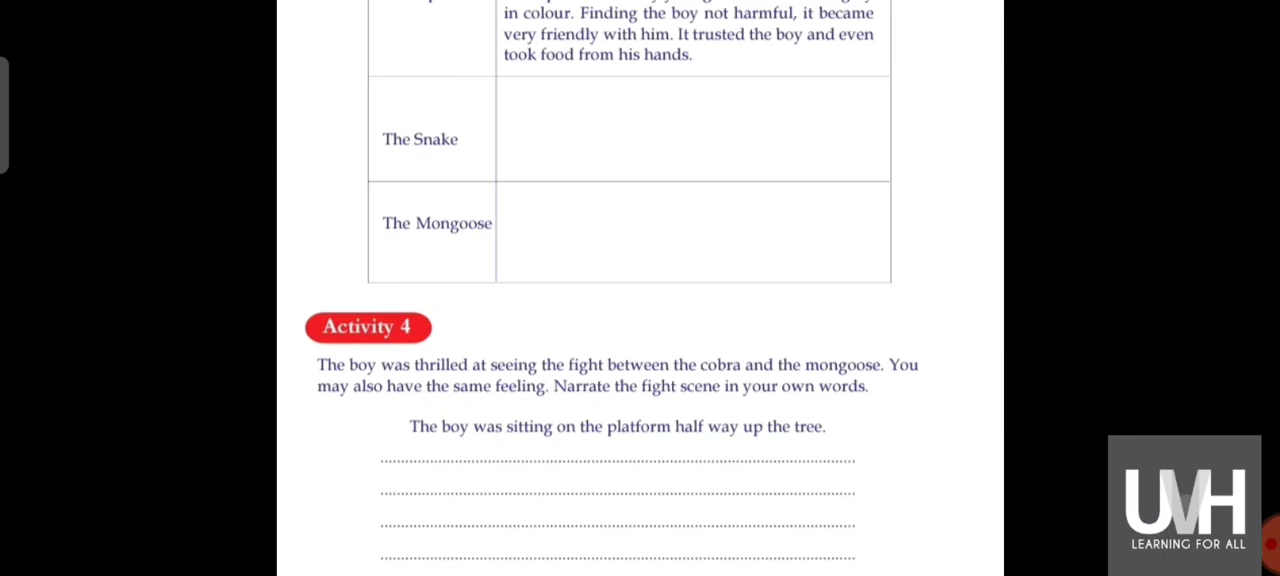 in colour. Finding the boy not harmful, it became
very friendly with him. It trusted the boy and even
took food from his hands.
The Snake
The Mongoose
Activity 4
The boy was thrilled at seeing the fight between the cobra and the mongoose. You
may also have the same feeling. Narrate the fight scene in your own words.
The boy was sitting on the platform half way up the tree.
UVH
LEARNING FOR ALL